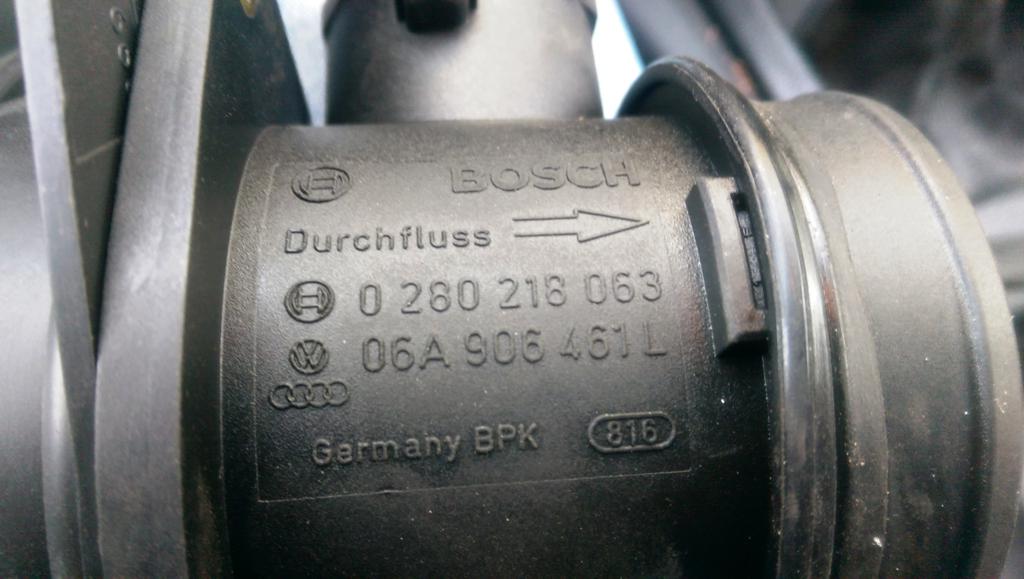 BOSCH
Durchfluss
0 280 218 063
06A 906 461 L
Germany BPK 816